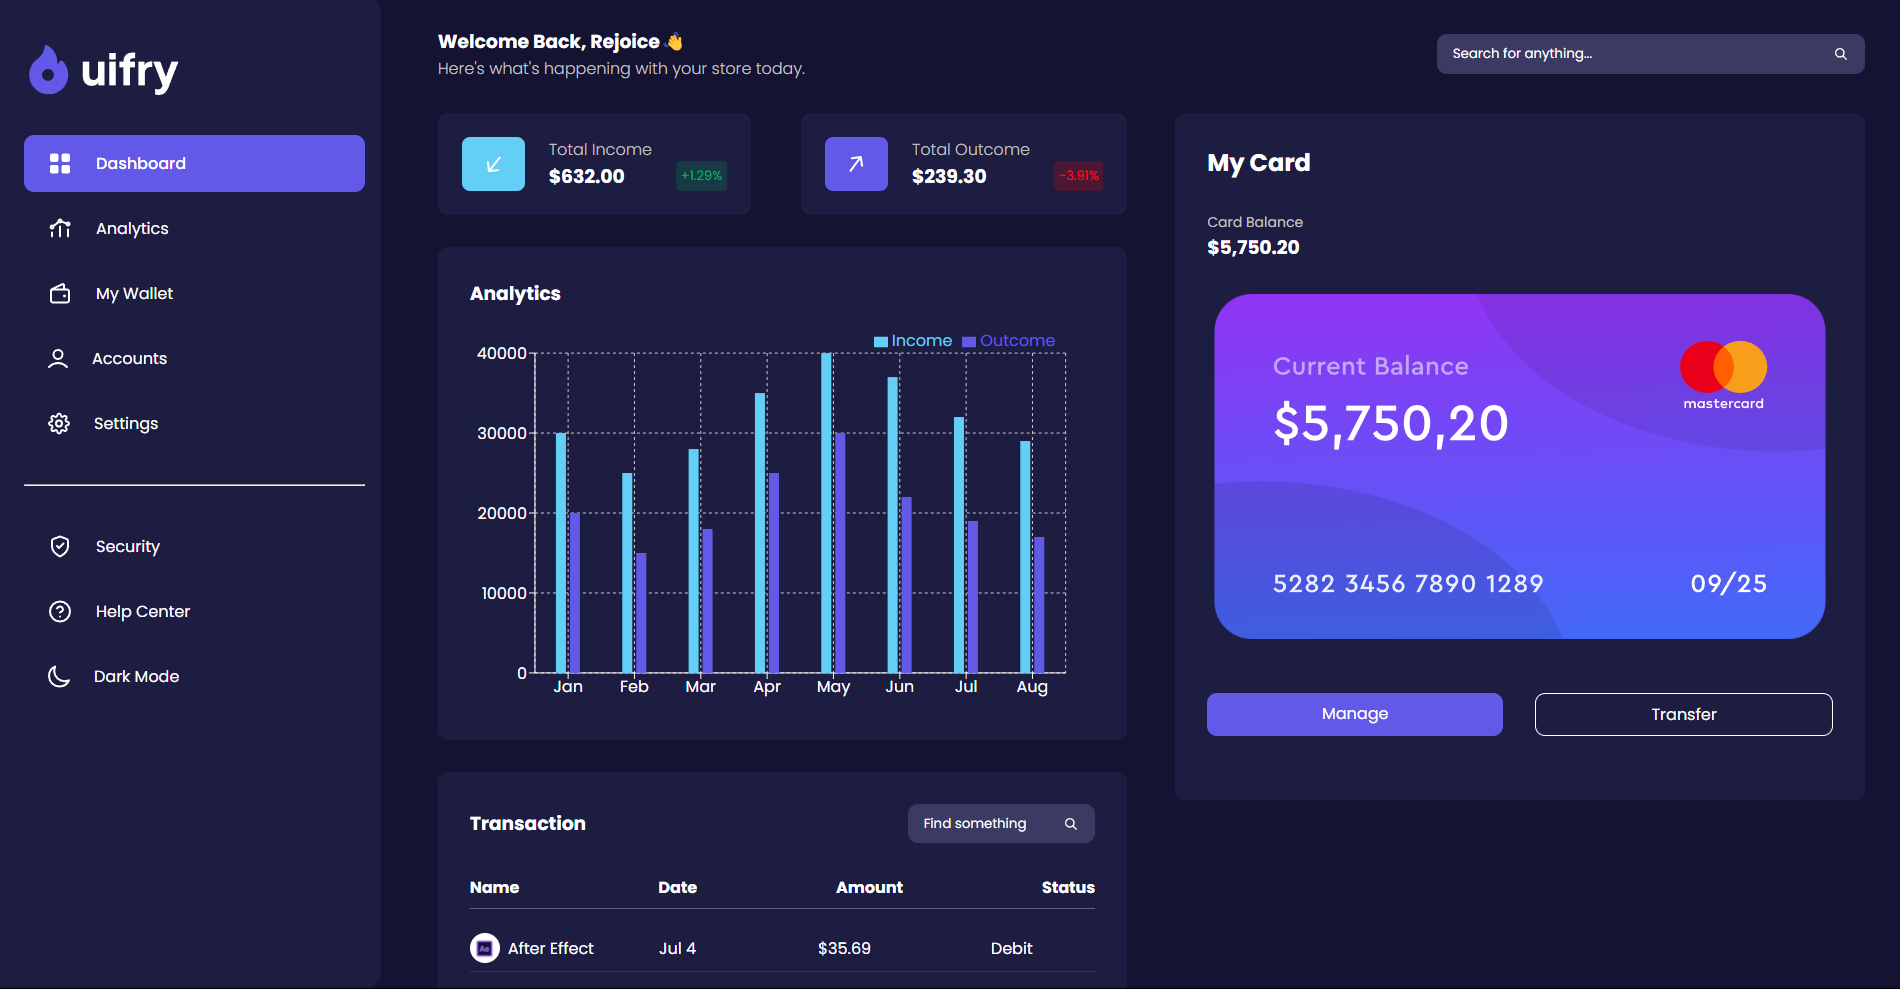 uifry
Dashboard
Analytics
My Wallet
Accounts
Settings
Security
Help Center
Dark Mode
Welcome Back, Rejoice 👋
Here's what's happening with your store today.
Search for anything...
Total Income
$632.00
+1.29%
Total Outcome
$239.30
-3.91%
Analytics
Income Outcome
40000
30000
20000
10000
0
Jan Feb Mar Apr May Jun Jul Aug
Transaction
Find something
Name Date Amount Status
Ae
After Effect Jul 4 $35.69 Debit
My Card
Card Balance
$5,750.20
Current Balance
$5,750,20
mastercard
5282 3456 7890 1289
09/25
Manage
Transfer